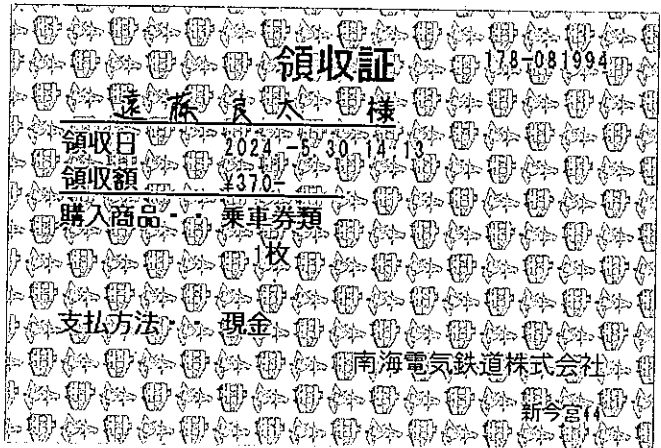 領収証
178-081994
遠藤良太 様
領収日 2024.-5.30 14:13
領収額 ¥370-
購入商品・・乗車券類
1枚
支払方法・・現金
南海電気鉄道株式会社
新今宮